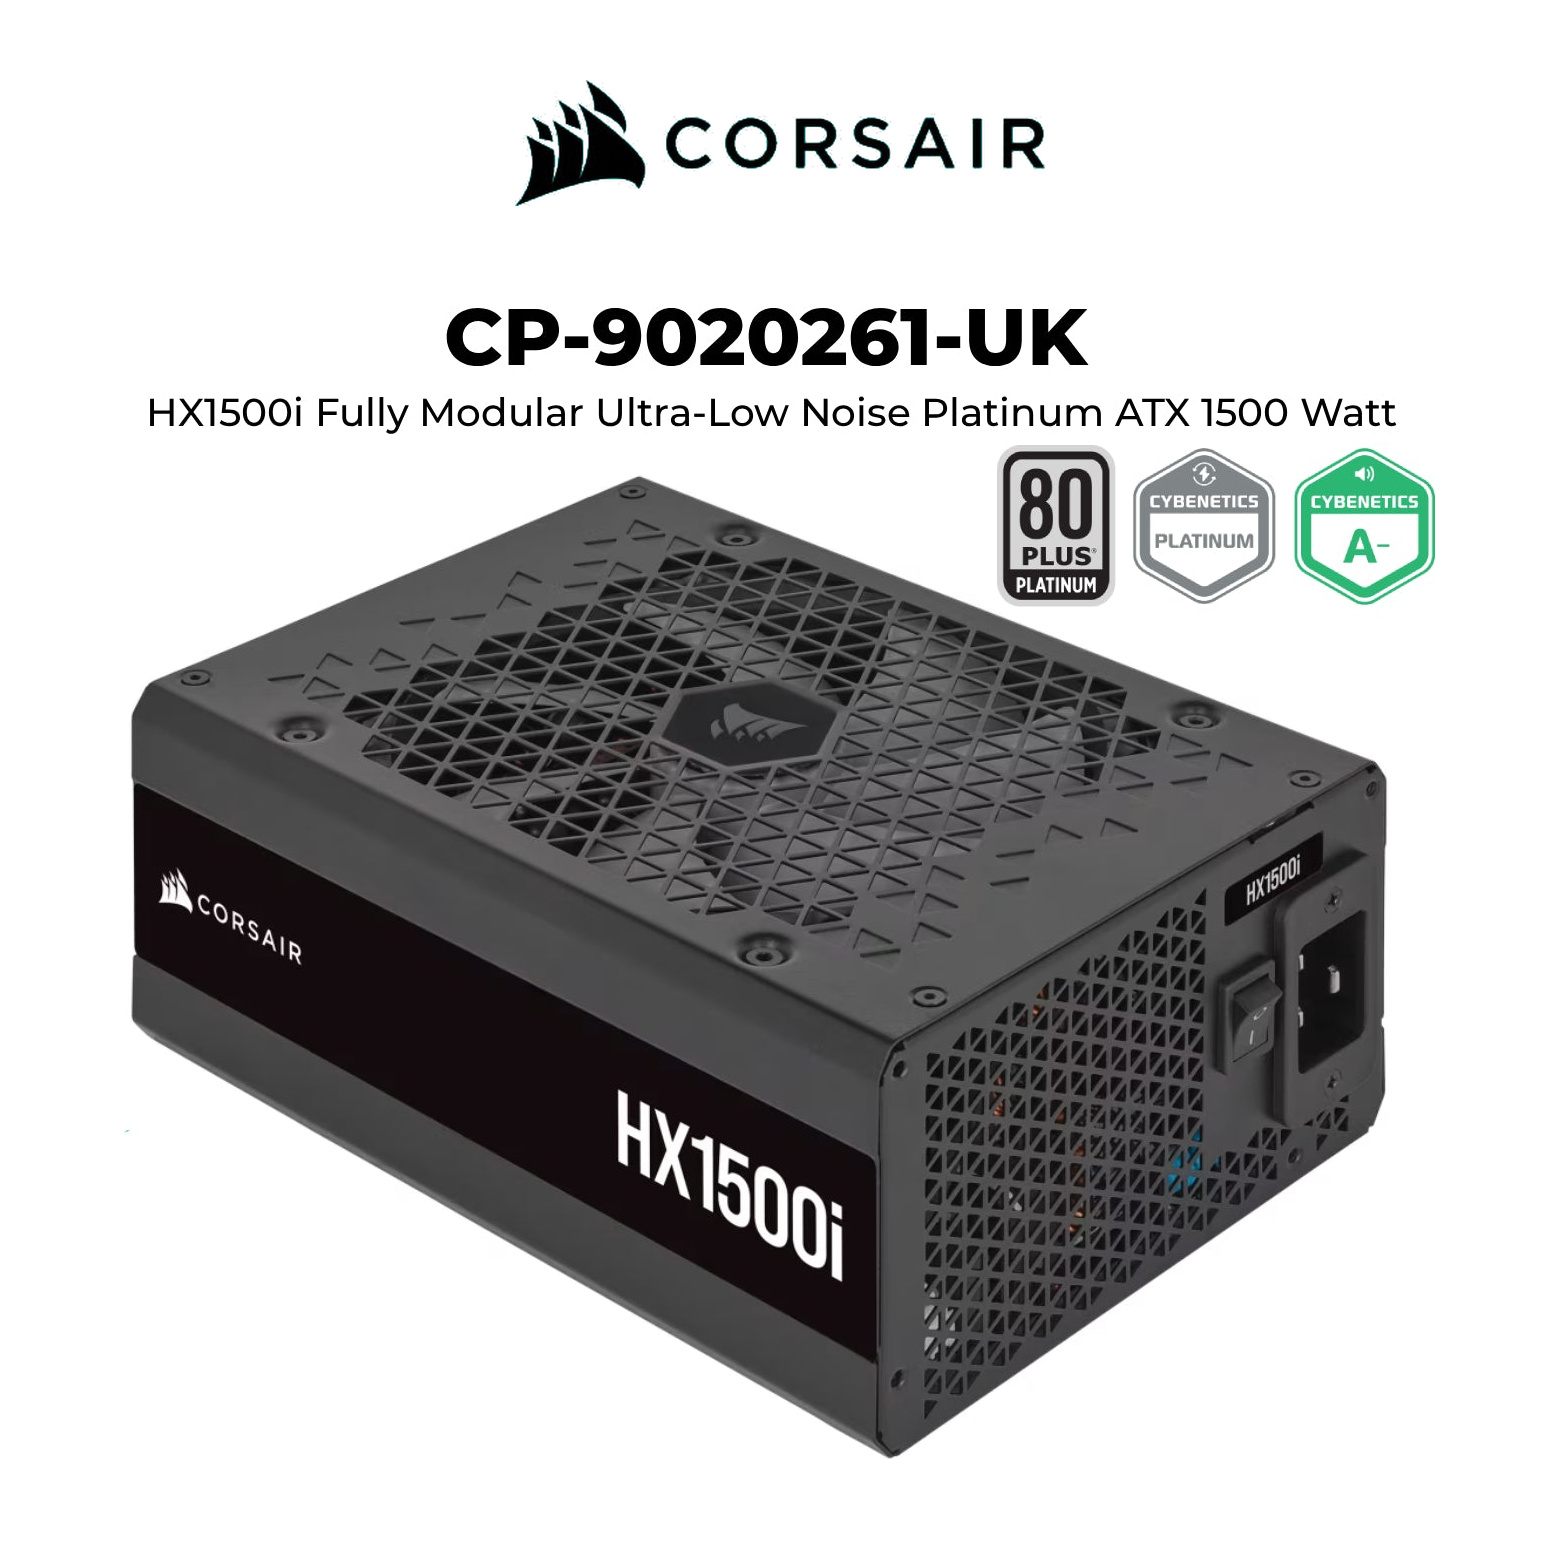 CORSAIR
CP-9020261-UK
HX1500i Fully Modular Ultra-Low Noise Platinum ATX 1500 Watt
80
PLUS®
PLATINUM
CYBENETICS
PLATINUM
CYBENETICS
A-
HX1500i
CORSAIR
HX1500i